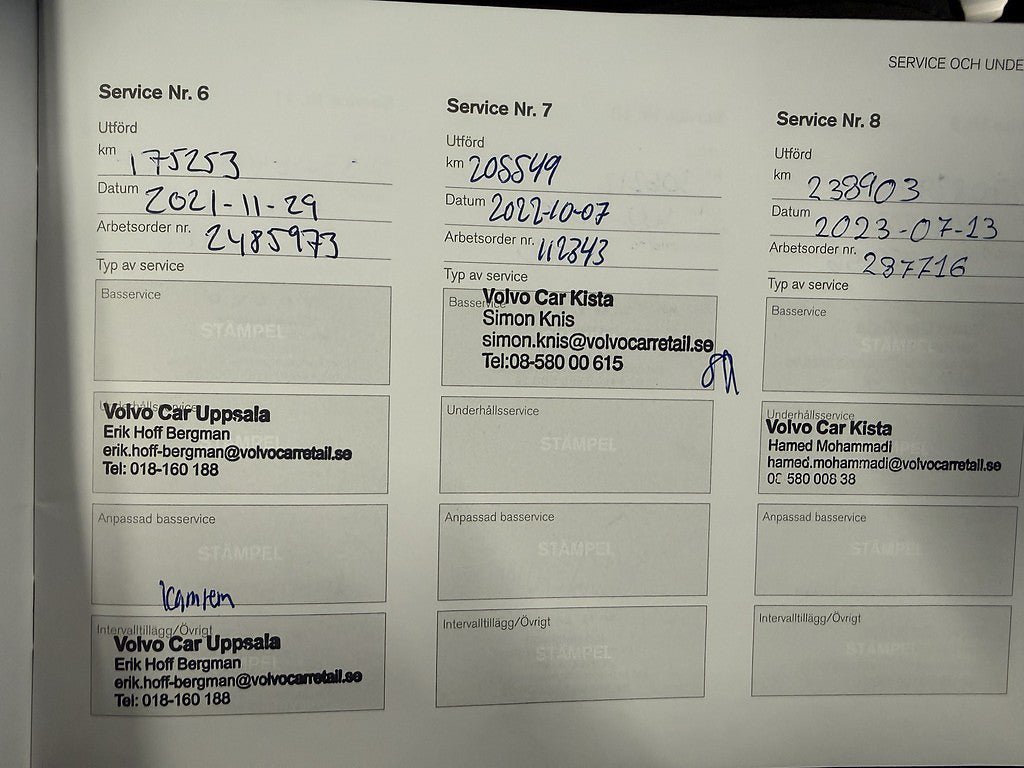 SERVICE OCH UNDE
Service Nr. 6
Utförd
km 175253
Datum 2021-11-29
Arbetsorder nr. 2485973
Typ av service
Basservice
STÄMPEL
Underhållsservice
Volvo Car Uppsala
Erik Hoff Bergman
erik.hoff-bergman@volvocarretail.se
Tel: 018-160 188
Anpassad basservice
STÄMPEL
Kamrem
Intervalltillägg/Övrigt
Volvo Car Uppsala
Erik Hoff Bergman
erik.hoff-bergman@volvocarretail.se
Tel: 018-160 188
Service Nr. 7
Utförd
km 205549
Datum 2022-10-07
Arbetsorder nr. 112343
Typ av service
Basservice
Volvo Car Kista
Simon Knis
simon.knis@volvocarretail.se
Tel:08-580 00 615
Underhållsservice
STÄMPEL
Anpassad basservice
STÄMPEL
Intervalltillägg/Övrigt
STÄMPEL
Service Nr. 8
Utförd
km 238903
Datum 2023-07-13
Arbetsorder nr. 287716
Typ av service
Basservice
STÄMPEL
Underhållsservice
Volvo Car Kista
Hamed Mohammadi
hamed.mohammadi@volvocarretail.se
580 008 38
Anpassad basservice
STÄMPEL
Intervalltillägg/Övrigt
STÄMPEL